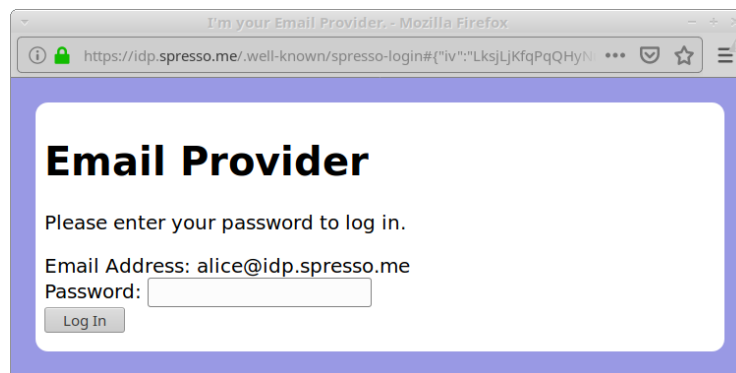 I'm your Email Provider. - Mozilla Firefox
https://idp.spresso.me/.well-known/spresso-login#{"iv":"LksjLjKfqPqQHyN
Email Provider
Please enter your password to log in.
Email Address: alice@idp.spresso.me
Password:
Log In